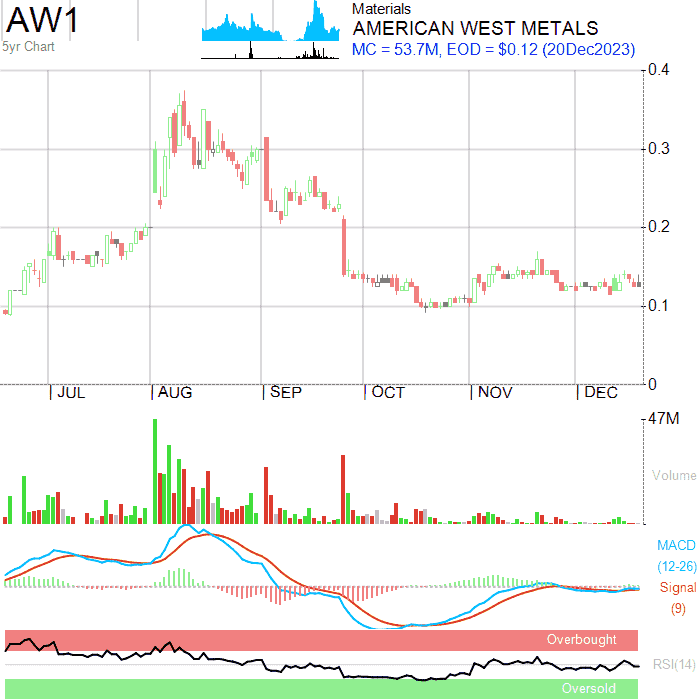 AW1
5yr Chart
Materials
AMERICAN WEST METALS
MC = 53.7M, EOD = $0.12 (20Dec2023)
0.4
0.3
0.2
0.1
0
JUL AUG SEP OCT NOV DEC
47M
Volume
MACD
(12-26)
Signal
(9)
Overbought
RSI(14)
Oversold